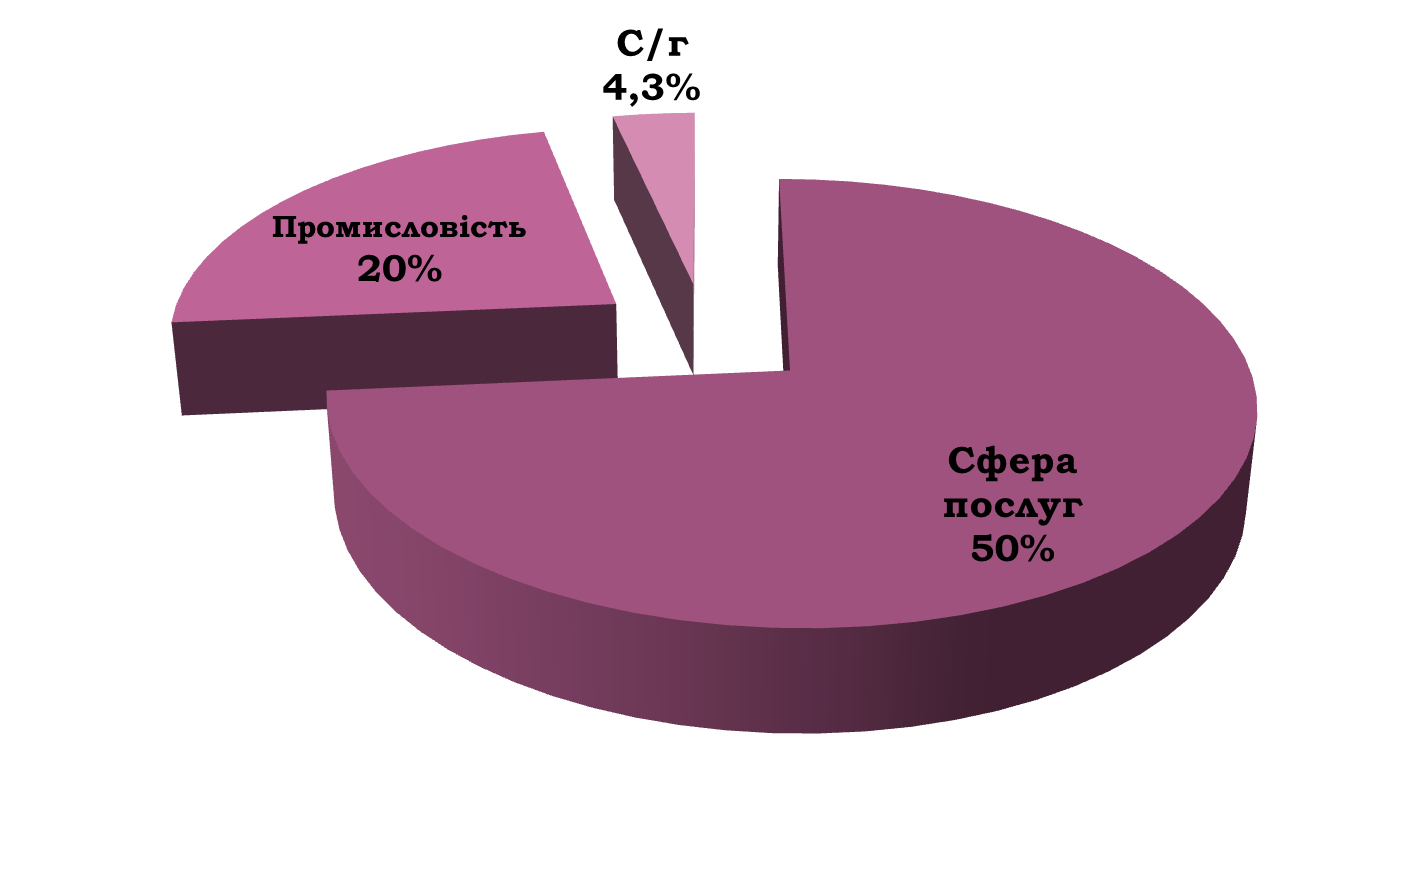 С/г
4,3%
Промисловість
20%
Сфера
послуг
50%